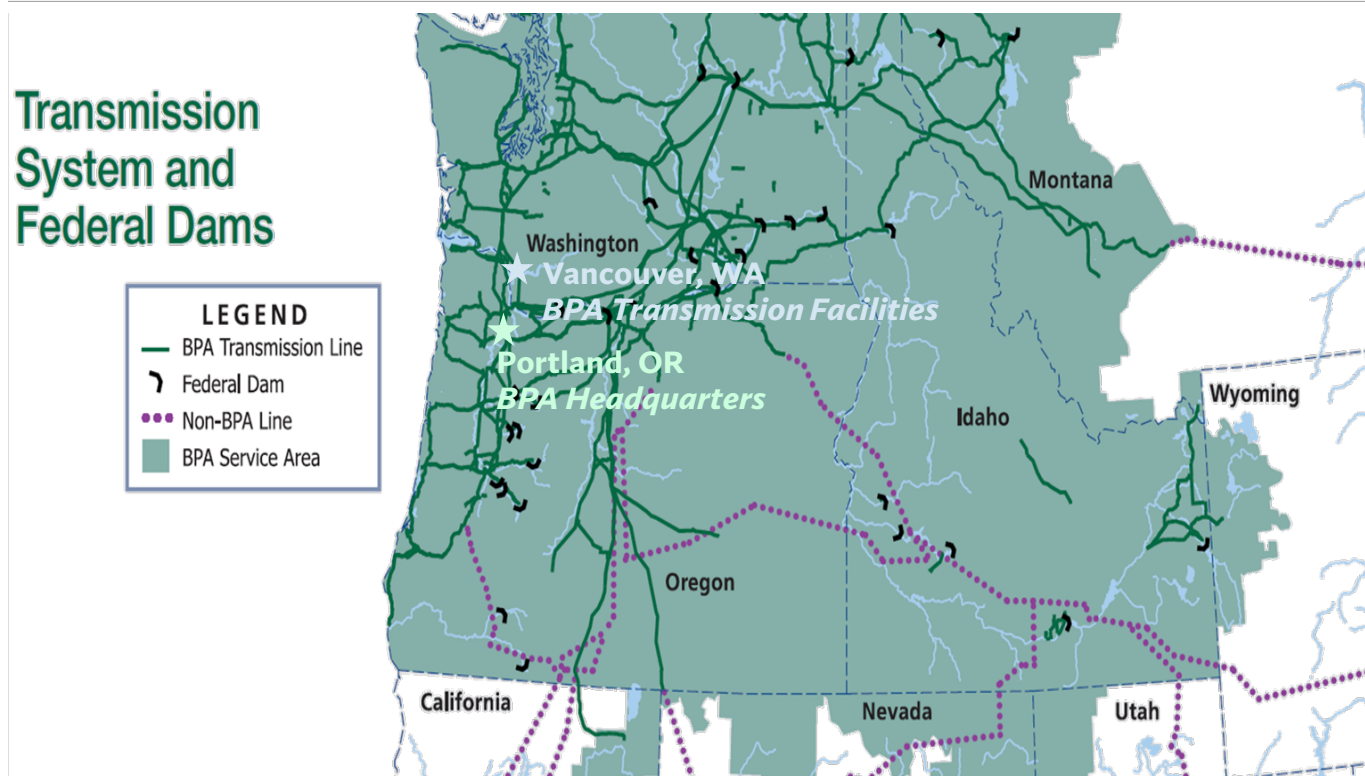 Transmission
System and
Federal Dams
LEGEND
BPA Transmission Line
Federal Dam
Non-BPA Line
BPA Service Area
Montana
Washington
Vancouver, WA
BPA Transmission Facilities
Portland, OR
BPA Headquarters
Wyoming
Idaho
Oregon
California
Nevada
Utah